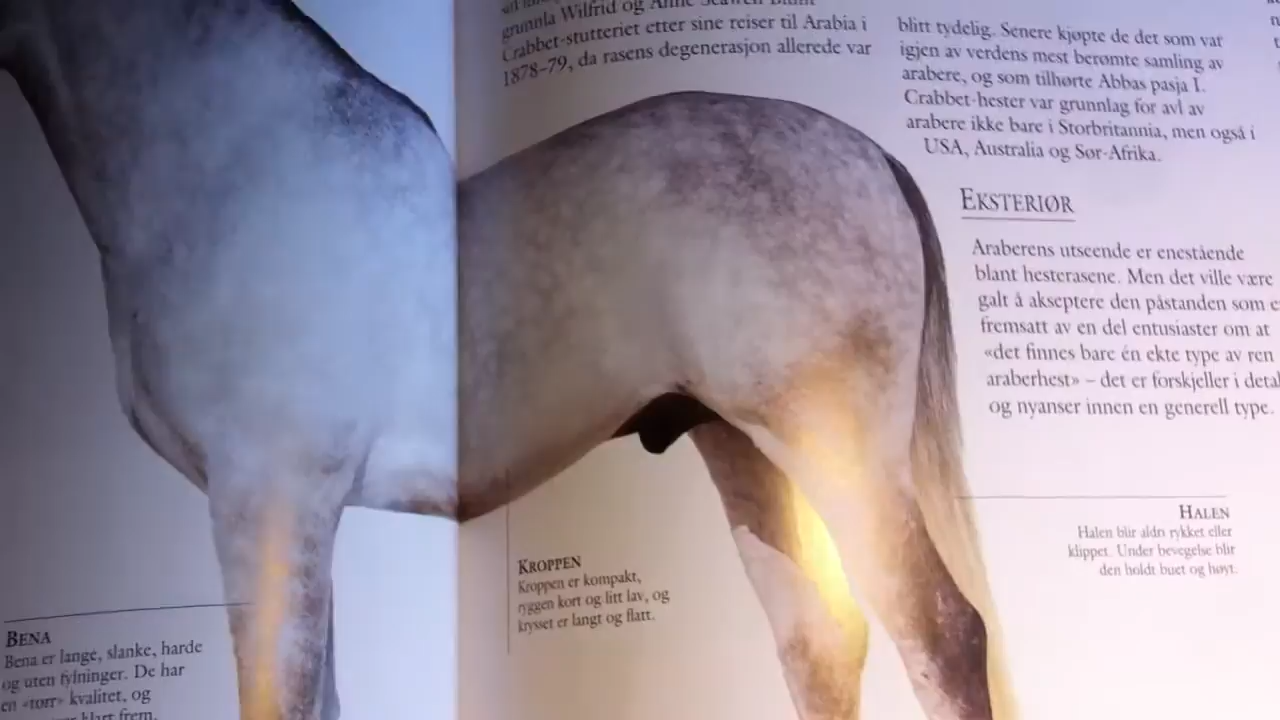 grunnla Wilfrid og Anne
Crabbet-stutteriet etter sine reiser til Arabia i
1878–79, da rasens degenerasjon allerede var
blitt tydelig. Senere kjøpte de det som var
igjen av verdens mest berømte samling av
arabere, og som tilhørte Abbas pasja I.
Crabbet-hester var grunnlag for avl av
arabere ikke bare i Storbritannia, men også i
USA, Australia og Sør-Afrika.
EKSTERIØR
Araberens utseende er enestående
blant hesterasene. Men det ville være
galt å akseptere den påstanden som e
fremsatt av en del entusiaster om at
«det finnes bare én ekte type av ren
araberhest» – det er forskjeller i detal
og nyanser innen en generell type.
HALEN
Halen blir aldri rykket eller
klippet. Under bevegelse blir
den holdt buet og høyt.
KROPPEN
Kroppen er kompakt,
ryggen kort og litt lav, og
krysset er langt og flatt.
BENA
Bena er lange, slanke, harde
og uten fylninger. De har
en «tørr» kvalitet, og
klart frem.